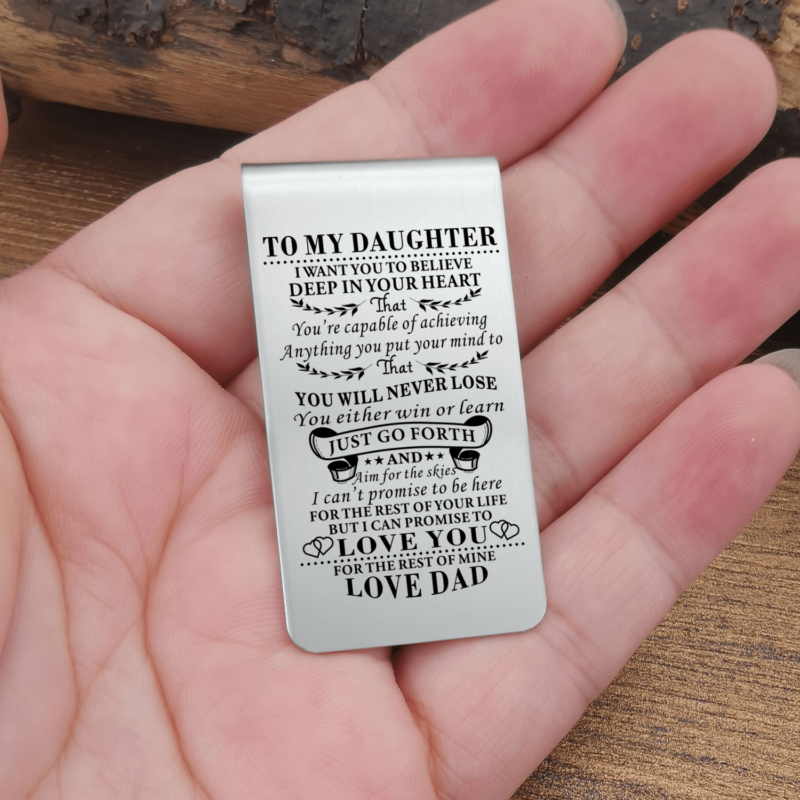 TO MY DAUGHTER
I WANT YOU TO BELIEVE
DEEP IN YOUR HEART
That
You're capable of achieving
Anything you put your mind to
That
YOU WILL NEVER LOSE
You either win or learn
JUST GO FORTH
AND
Aim for the skies
I can't promise to be here
FOR THE REST OF YOUR LIFE
BUT I CAN PROMISE TO
LOVE YOU
FOR THE REST OF MINE
LOVE DAD